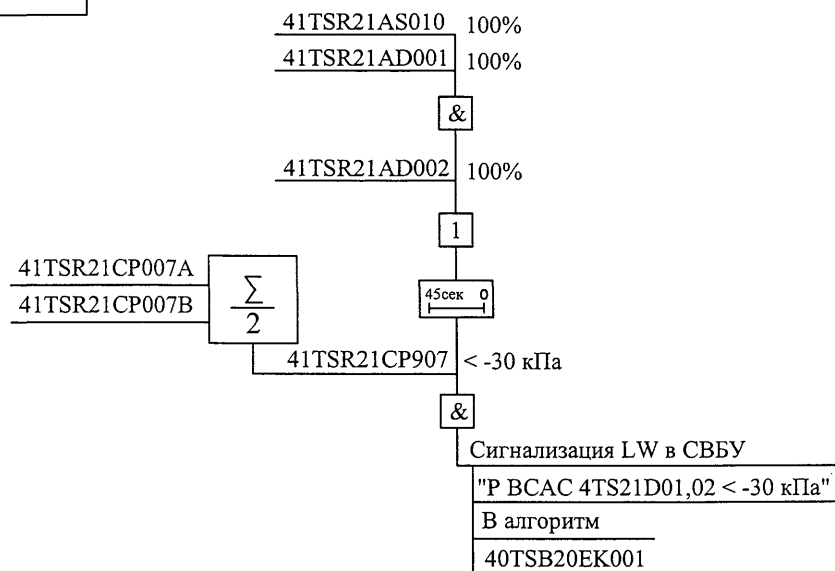 41TSR21AS010 100%
41TSR21AD001 100%
&
41TSR21AD002 100%
1
41TSR21CP007A
41TSR21CP007B
∑
2
45сек 0
41TSR21CP907 < -30 кПа
&
Сигнализация LW в СВБУ
"Р ВСАС 4TS21D01,02 < -30 кПа"
В алгоритм
40TSB20EK001